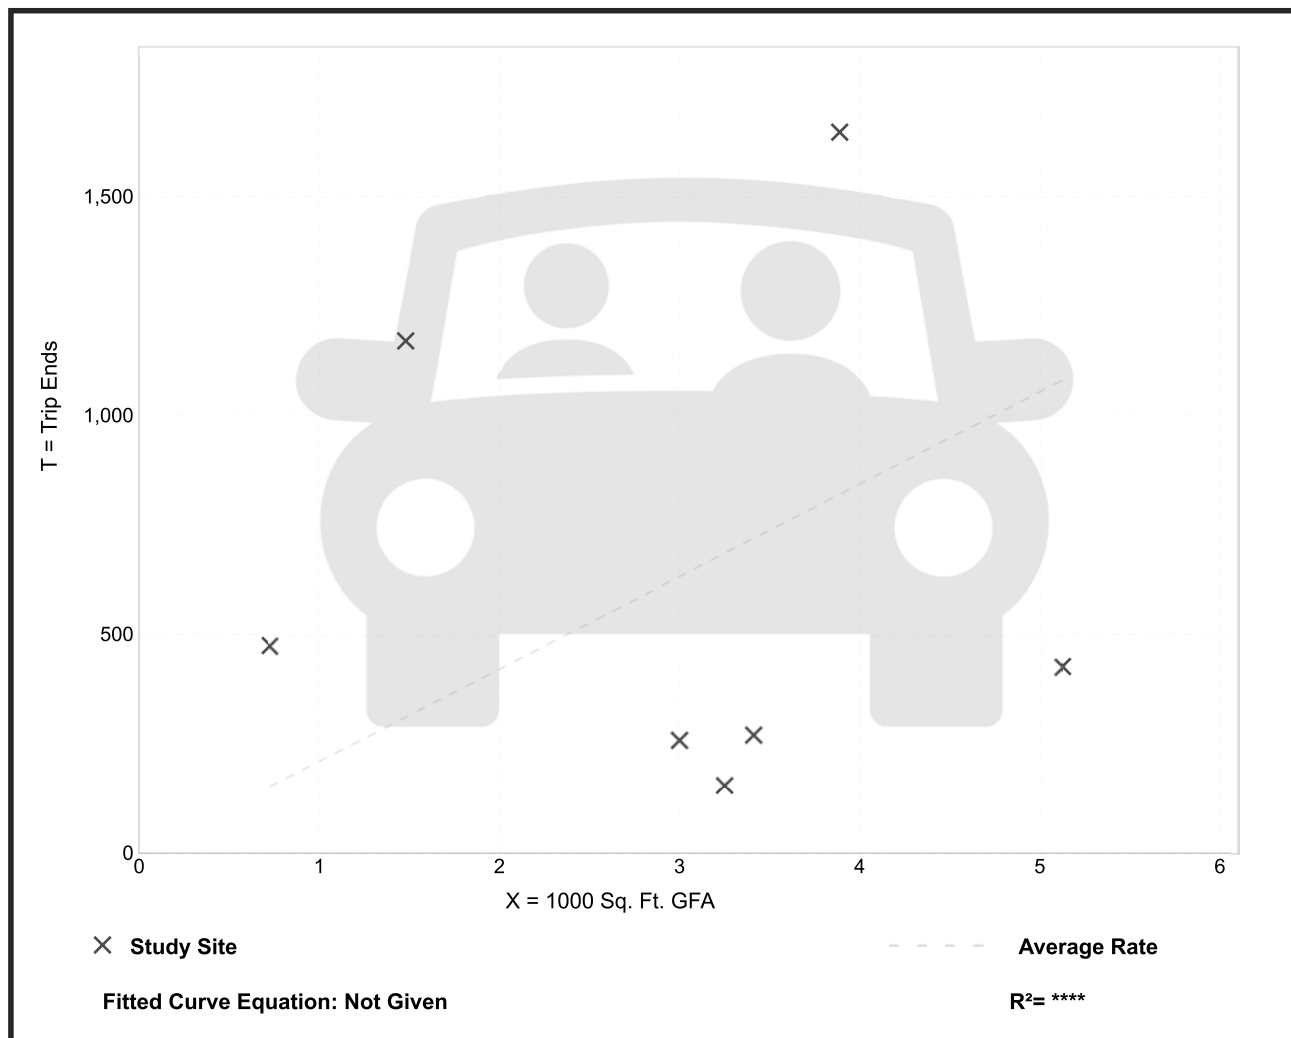 1,500
1,000
500
0
T = Trip Ends
0 1 2 3 4 5 6
X = 1000 Sq. Ft. GFA
Study Site
Average Rate
Fitted Curve Equation: Not Given
R²= ****